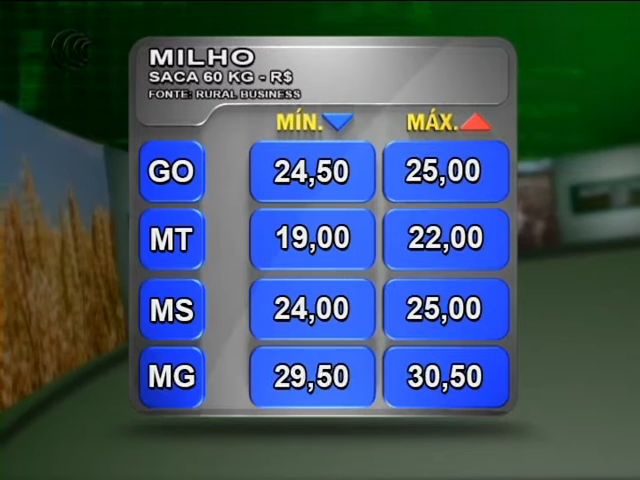 MILHO
SACA 60 KG - R$
FONTE: RURAL BUSINESS
MÍN. MÁX.
GO 24,50 25,00
MT 19,00 22,00
MS 24,00 25,00
MG 29,50 30,50